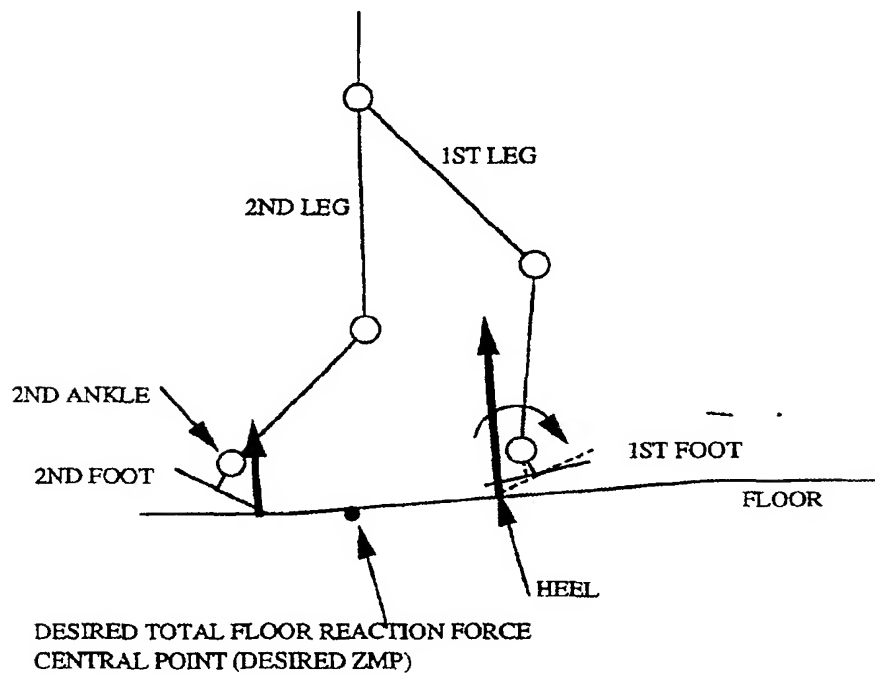 1ST LEG
2ND LEG
2ND ANKLE
2ND FOOT
1ST FOOT
FLOOR
HEEL
DESIRED TOTAL FLOOR REACTION FORCE
CENTRAL POINT (DESIRED ZMP)